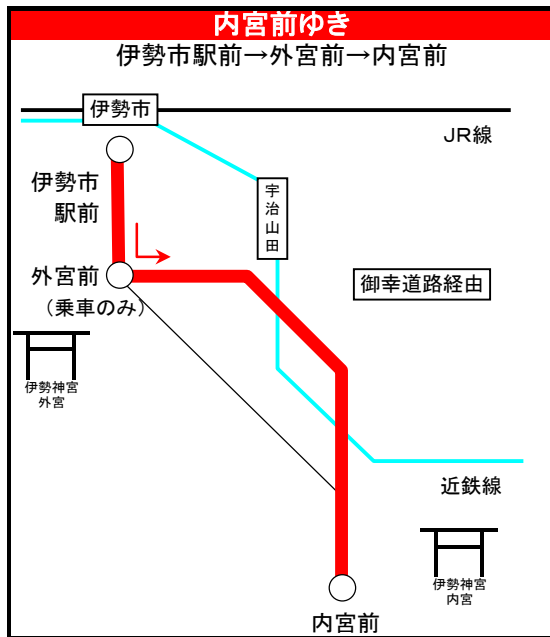 内宮前ゆき
伊勢市駅前→外宮前→内宮前
伊勢市
JR線
伊勢市
駅前
宇治山田
外宮前
（乗車のみ）
御幸道路経由
伊勢神宮
外宮
近鉄線
伊勢神宮
内宮
内宮前